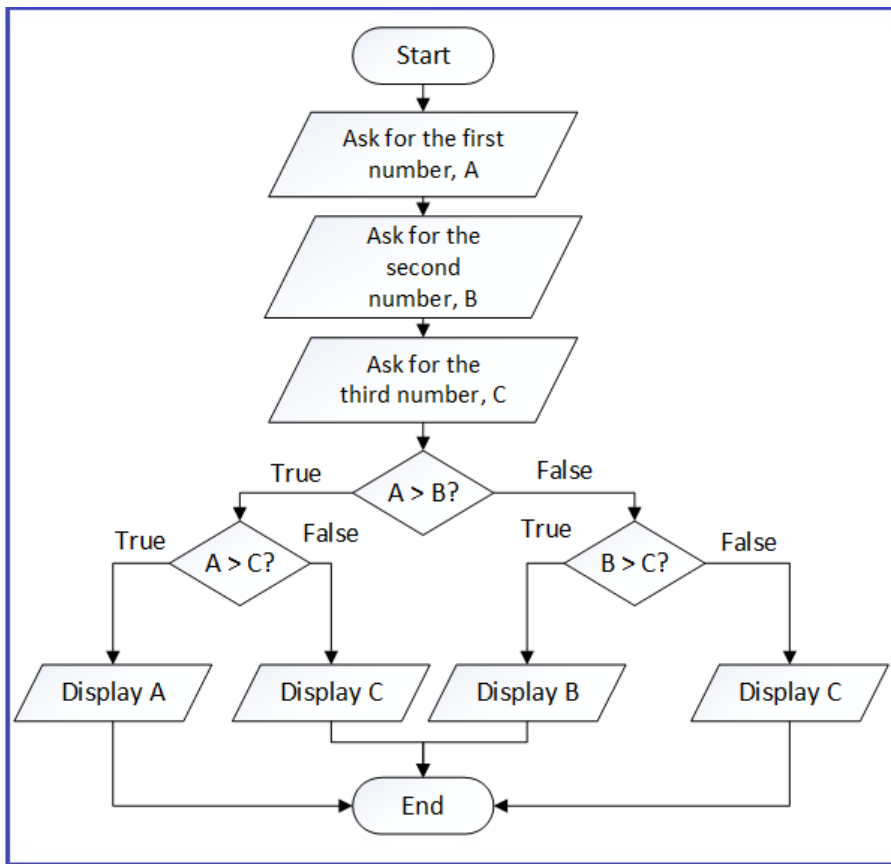 Start
Ask for the first
number, A
Ask for the
second
number, B
Ask for the
third number, C
A > B?
True
False
A > C?
True
False
B > C?
True
False
Display A
Display C
Display B
Display C
End